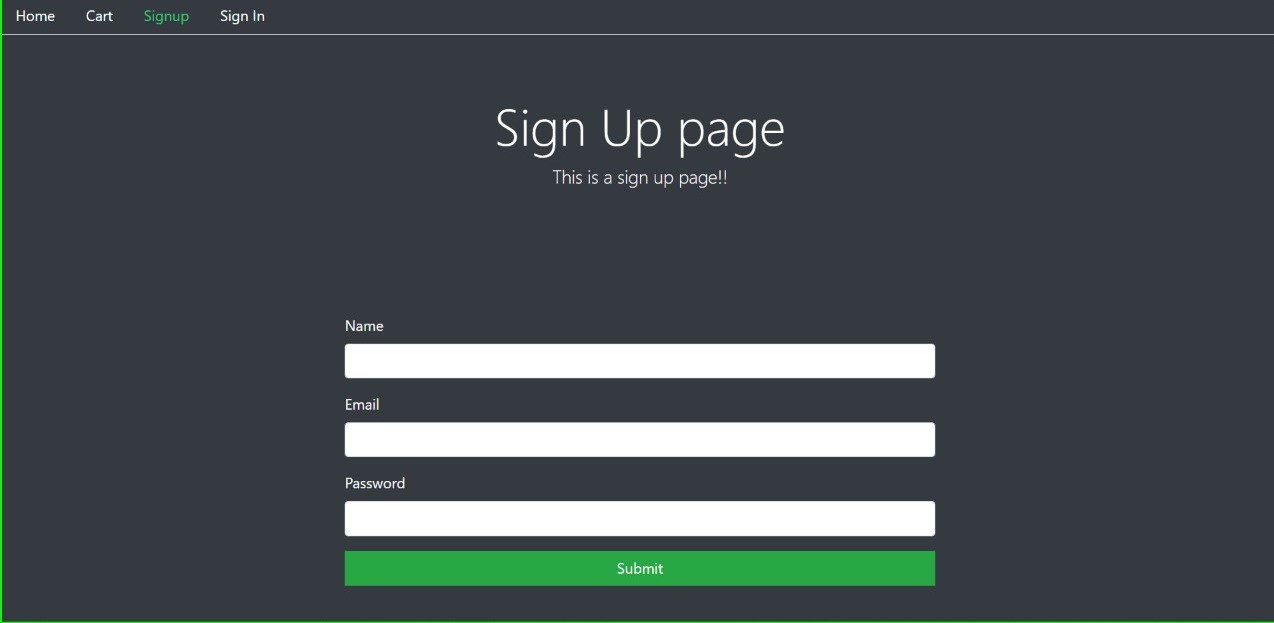 Home Cart Signup Sign In
Sign Up page
This is a sign up page!!
Name
Email
Password
Submit